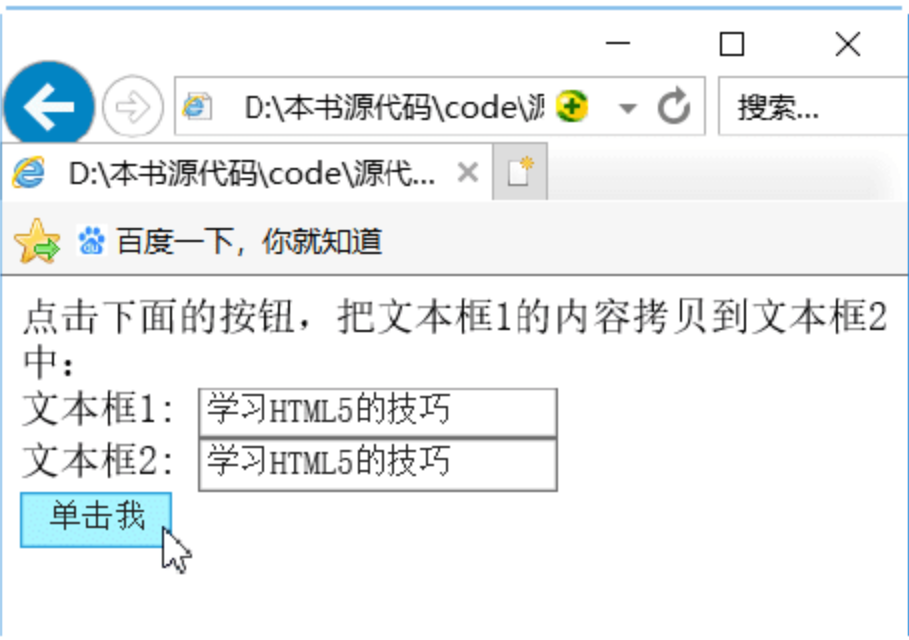 D:\本书源代码\code\源
搜索...
D:\本书源代码\code\源代...
百度一下，你就知道
点击下面的按钮，把文本框1的内容拷贝到文本框2
中：
文本框1: 学习HTML5的技巧
文本框2: 学习HTML5的技巧
单击我